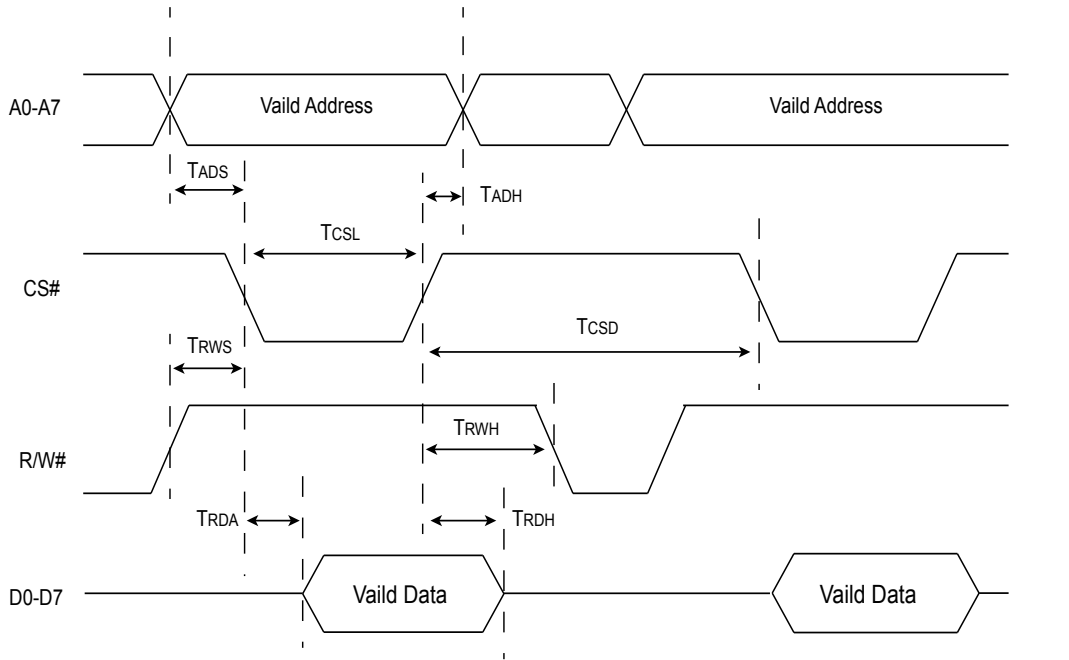 A0-A7
Vaild Address
Vaild Address
TADS
TADH
TCSL
CS#
TCSD
TRWS
TRWH
R/W#
TRDA
TRDH
D0-D7
Vaild Data
Vaild Data